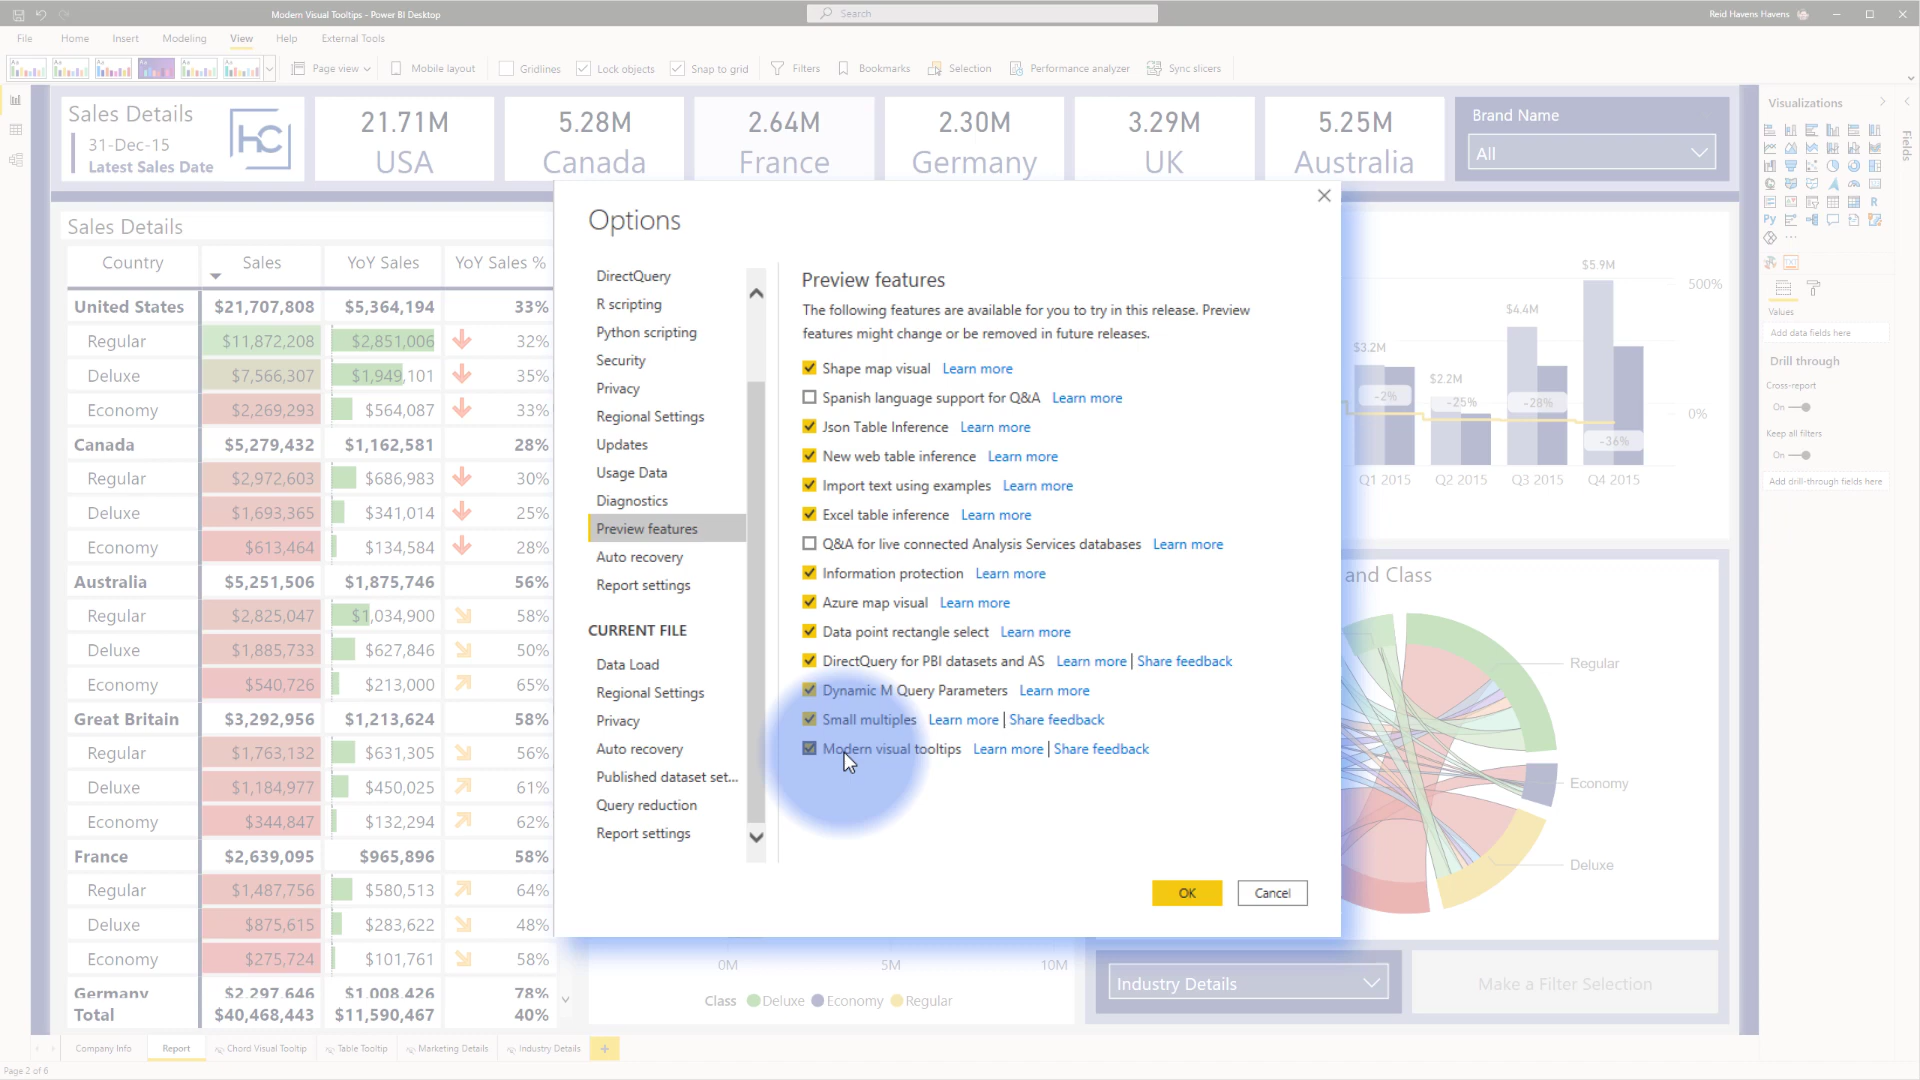 Modern Visual Tooltips - Power BI Desktop
Search
Reid Havens Havens
File Home Insert Modeling View Help External Tools
Page view Mobile layout Gridlines Lock objects Snap to grid Filters Bookmarks Selection Performance analyzer Sync slicers
Sales Details
31-Dec-15
Latest Sales Date
HC
21.71M
USA
5.28M
Canada
2.64M
France
2.30M
Germany
3.29M
UK
5.25M
Australia
Brand Name
All
Sales Details
Country Sales YoY Sales YoY Sales %
United States $21,707,808 $5,364,194 33%
Regular $11,872,208 $2,851,006 32%
Deluxe $7,566,307 $1,949,101 35%
Economy $2,269,293 $564,087 33%
Canada $5,279,432 $1,162,581 28%
Regular $2,972,603 $686,983 30%
Deluxe $1,693,365 $341,014 25%
Economy $613,464 $134,584 28%
Australia $5,251,506 $1,875,746 56%
Regular $2,825,047 $1,034,900 58%
Deluxe $1,885,733 $627,846 50%
Economy $540,726 $213,000 65%
Great Britain $3,292,956 $1,213,624 58%
Regular $1,763,132 $631,305 56%
Deluxe $1,184,977 $450,025 61%
Economy $344,847 $132,294 62%
France $2,639,095 $965,896 58%
Regular $1,487,756 $580,513 64%
Deluxe $875,615 $283,622 48%
Economy $275,724 $101,761 58%
Germany $2,297,646 $1,008,426 78%
Total $40,468,443 $11,590,467 40%
Options
DirectQuery
R scripting
Python scripting
Security
Privacy
Regional Settings
Updates
Usage Data
Diagnostics
Preview features
Auto recovery
Report settings
CURRENT FILE
Data Load
Regional Settings
Privacy
Auto recovery
Published dataset set...
Query reduction
Report settings
Preview features
The following features are available for you to try in this release. Preview
features might change or be removed in future releases.
Shape map visual Learn more
Spanish language support for Q&A Learn more
Json Table Inference Learn more
New web table inference Learn more
Import text using examples Learn more
Excel table inference Learn more
Q&A for live connected Analysis Services databases Learn more
Information protection Learn more
Azure map visual Learn more
Data point rectangle select Learn more
DirectQuery for PBI datasets and AS Learn more | Share feedback
Dynamic M Query Parameters Learn more
Small multiples Learn more | Share feedback
Modern visual tooltips Learn more | Share feedback
OK Cancel
$5.9M
500%
$4.4M
$3.2M
$2.2M
-2%
-25%
-28%
0%
-36%
Q1 2015 Q2 2015 Q3 2015 Q4 2015
and Class
Regular
Economy
Deluxe
0M 5M 10M
Class Deluxe Economy Regular
Industry Details
Make a Filter Selection
Visualizations
Fields
R
Py
Values
Add data fields here
Drill through
Cross-report
On
Keep all filters
On
Add drill-through fields here
Company Info Report Chord Visual Tooltip Table Tooltip Marketing Details Industry Details +
Page 2 of 6